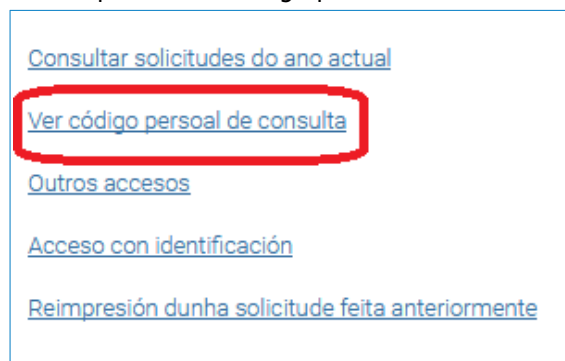 Consultar solicitudes do ano actual
Ver código persoal de consulta
Outros accesos
Acceso con identificación
Reimpresión dunha solicitude feita anteriormente